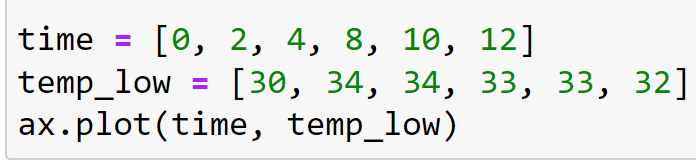 time = [0, 2, 4, 8, 10, 12]
temp_low = [30, 34, 34, 33, 33, 32]
ax.plot(time, temp_low)